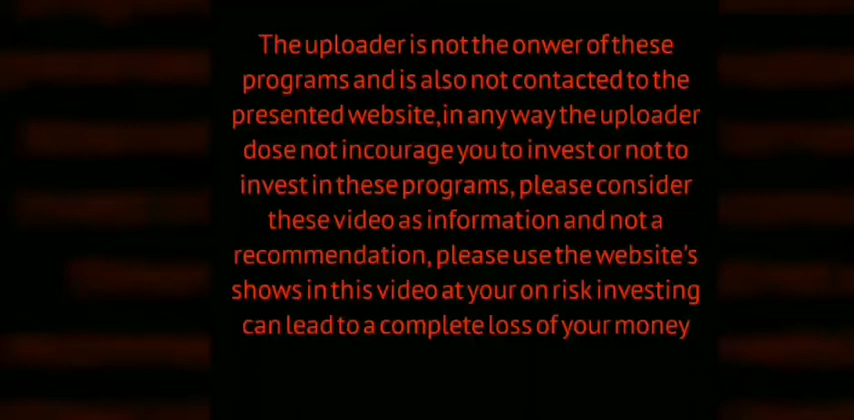 The uploader is not the onwer of these
programs and is also not contacted to the
presented website,in any way the uploader
dose not incourage you to invest or not to
invest in these programs, please consider
these video as information and not a
recommendation, please use the website's
shows in this video at your on risk investing
can lead to a complete loss of your money